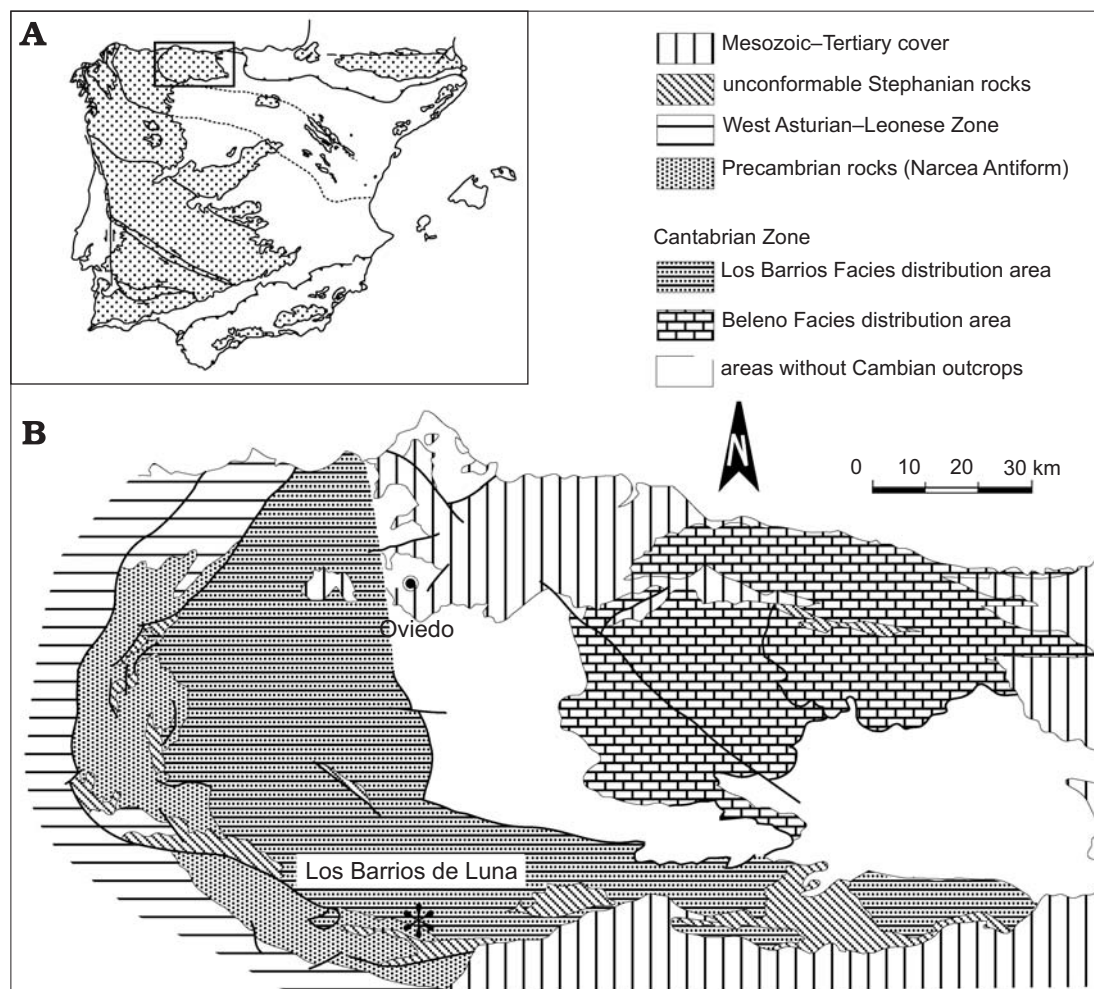 A
Mesozoic–Tertiary cover
unconformable Stephanian rocks
West Asturian–Leonese Zone
Precambrian rocks (Narcea Antiform)
Cantabrian Zone
Los Barrios Facies distribution area
Beleno Facies distribution area
areas without Cambian outcrops
B
N
0 10 20 30 km
Oviedo
Los Barrios de Luna